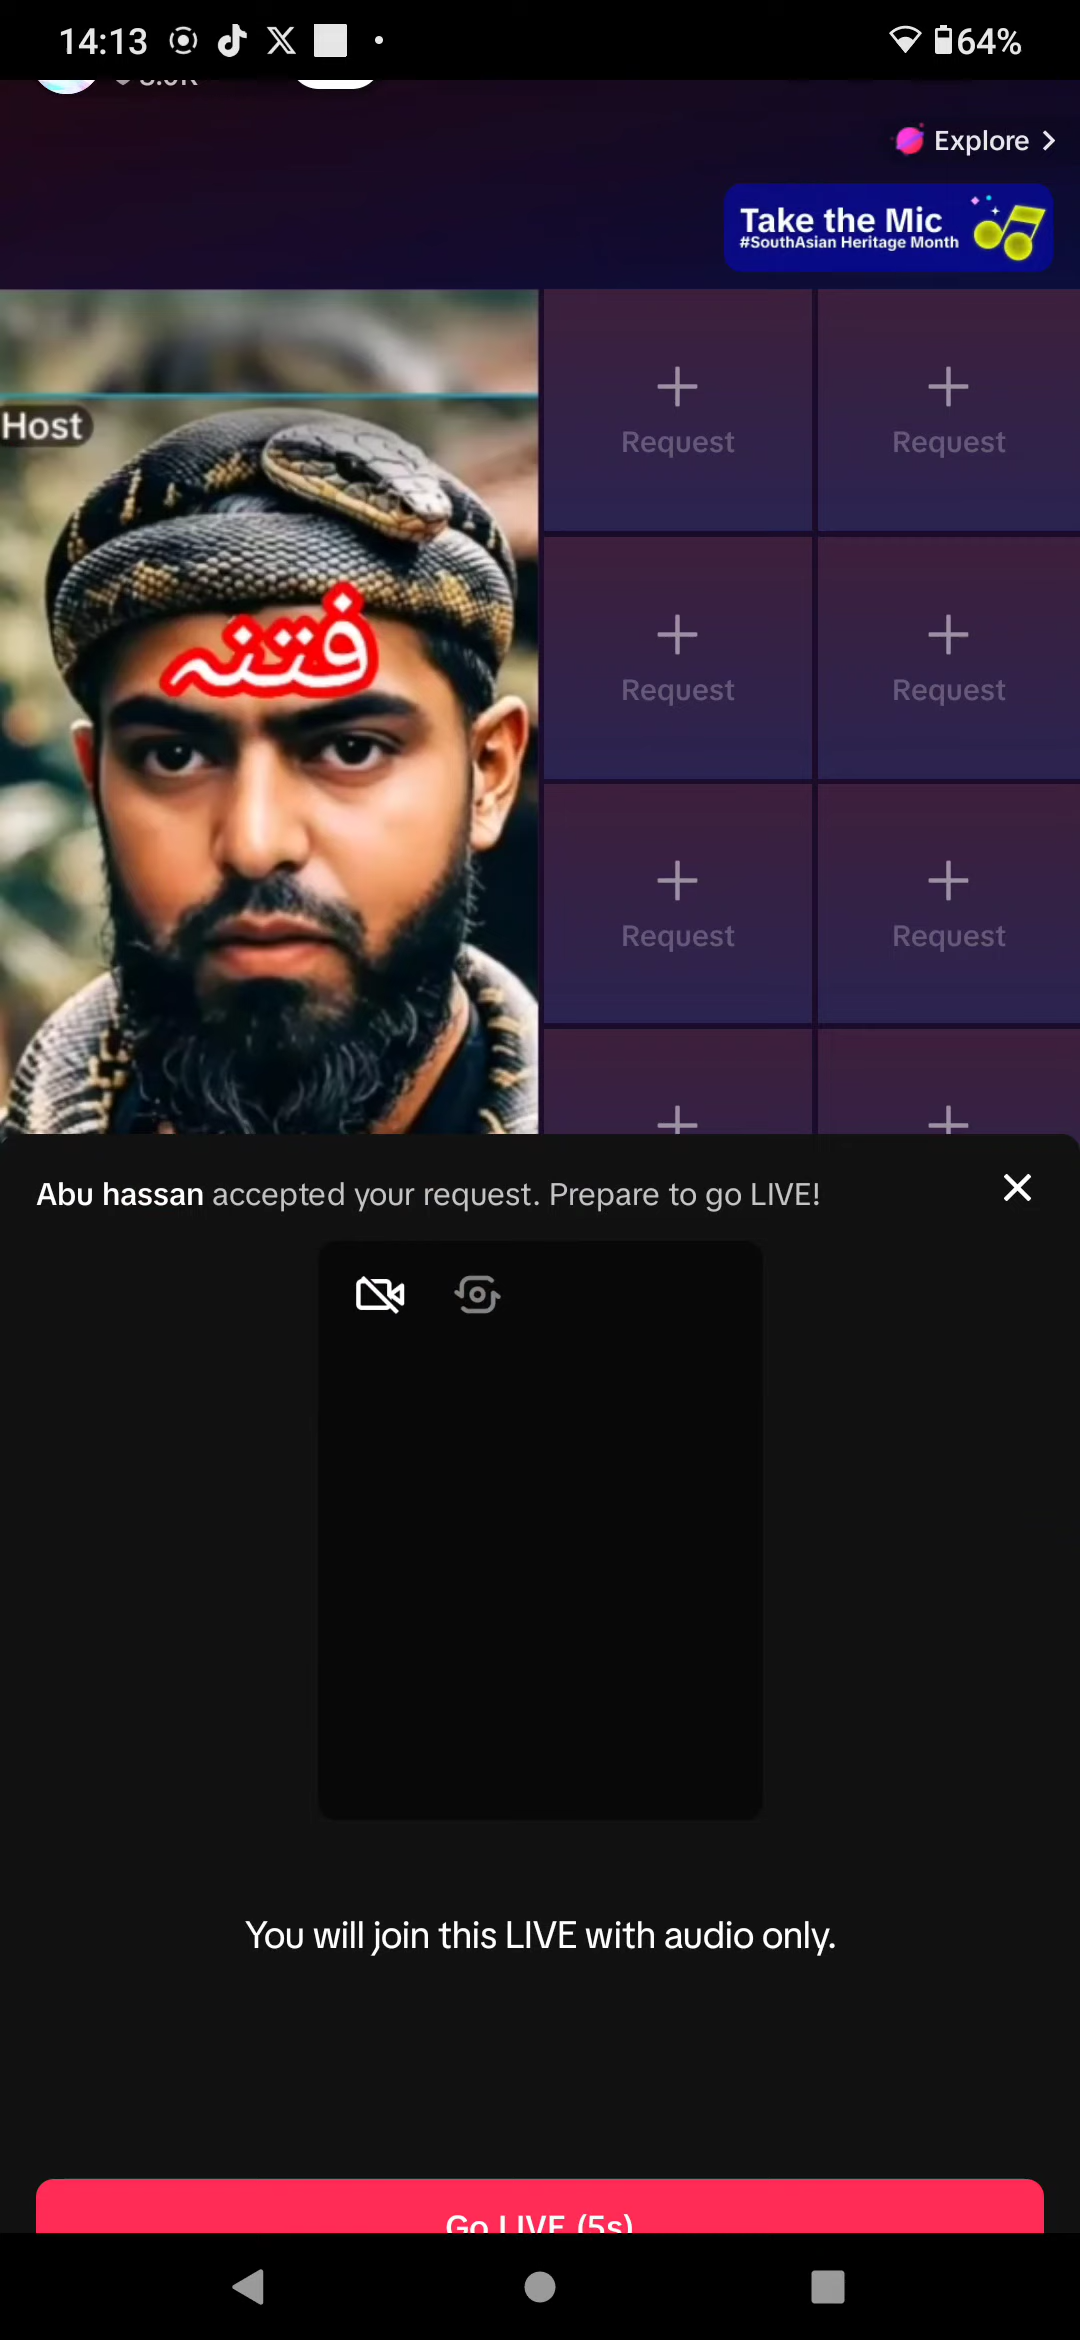 14:13
64%
Explore
Take the Mic
#SouthAsian Heritage Month
Host
Request
Request
فتنہ
Request
Request
Request
Request
Abu hassan accepted your request. Prepare to go LIVE!
You will join this LIVE with audio only.
Go LIVE (5s)